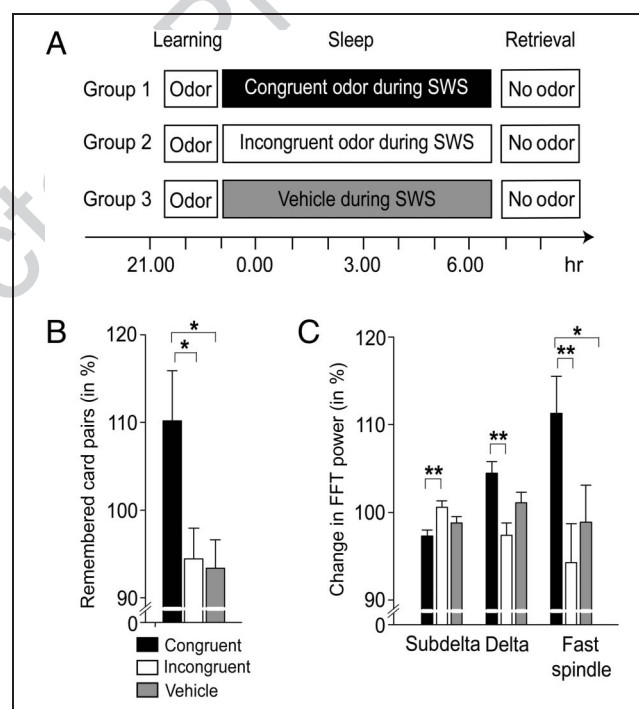 A
Learning Sleep Retrieval
Group 1 Odor Congruent odor during SWS No odor
Group 2 Odor Incongruent odor during SWS No odor
Group 3 Odor Vehicle during SWS No odor
21.00 0.00 3.00 6.00 hr
B
Remembered card pairs (in %)
120
110
100
90
0
*
*
Congruent
Incongruent
Vehicle
C
Change in FFT power (in %)
120
110
100
90
0
**
**
**
*
Subdelta Delta Fast
spindle